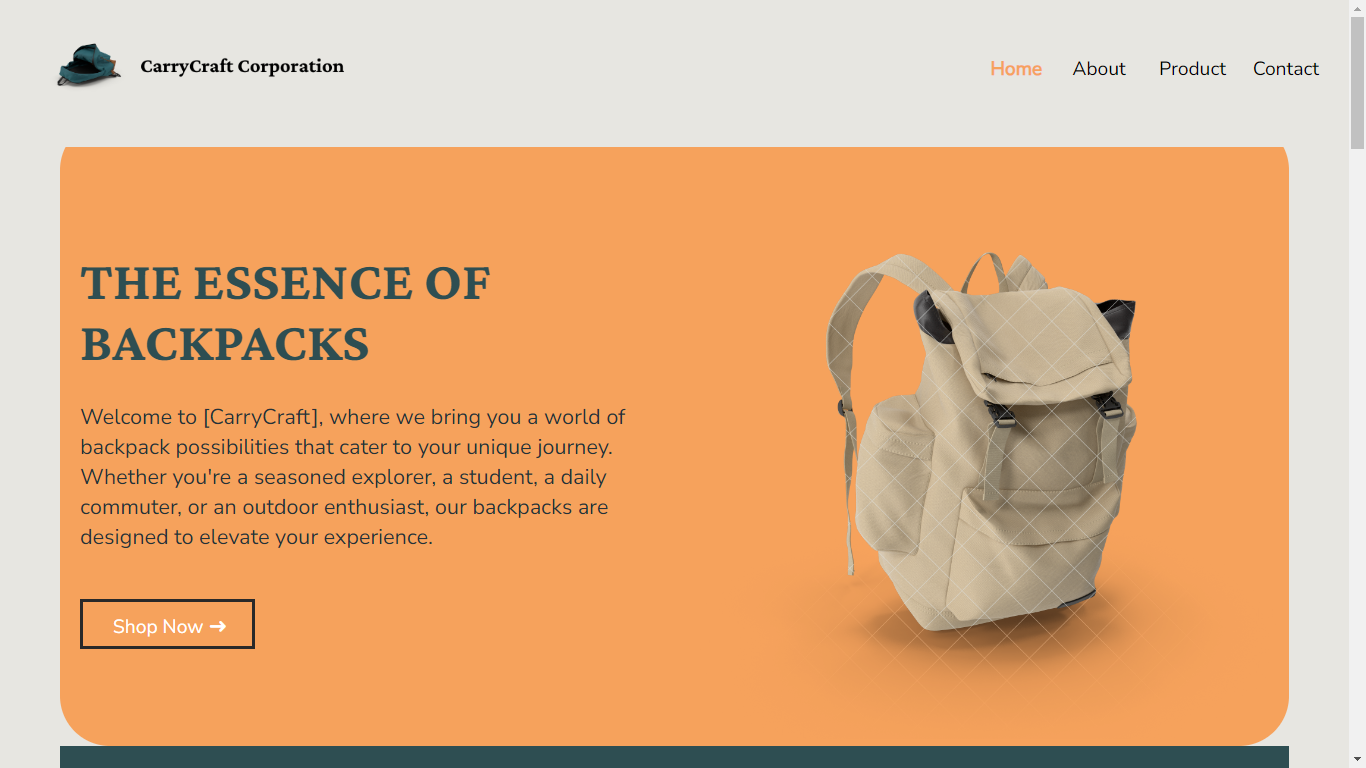 CarryCraft Corporation
Home About Product Contact
THE ESSENCE OF
BACKPACKS
Welcome to [CarryCraft], where we bring you a world of
backpack possibilities that cater to your unique journey.
Whether you're a seasoned explorer, a student, a daily
commuter, or an outdoor enthusiast, our backpacks are
designed to elevate your experience.
Shop Now ➔